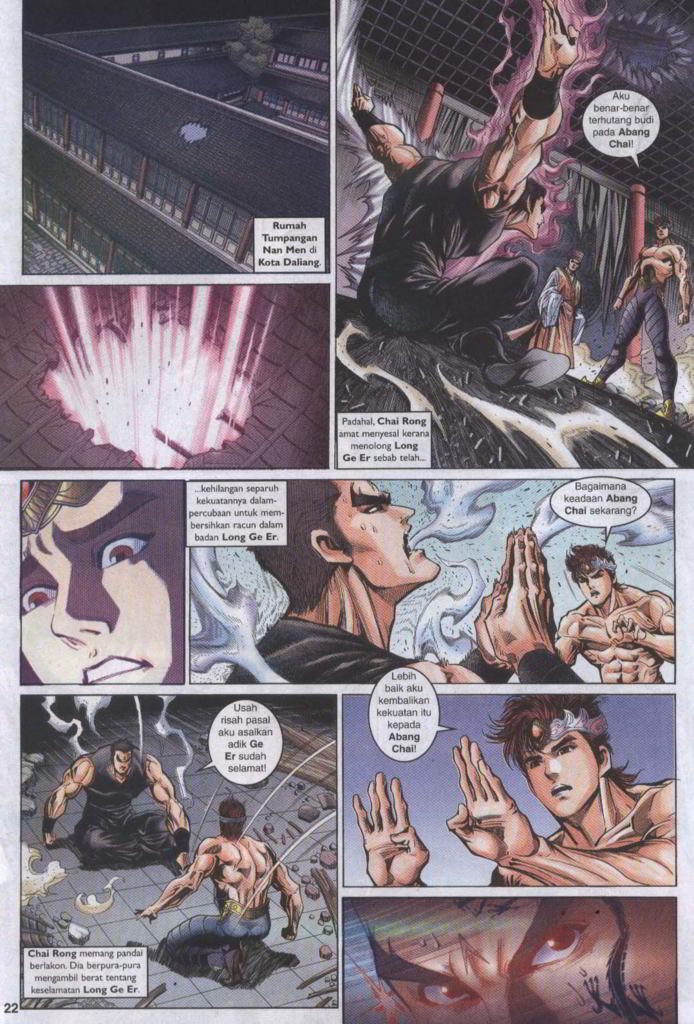 Rumah
Tumpangan
Nan Men di
Kota Daliang.
Aku
benar-benar
terhutang budi
pada Abang
Chai!
Padahal, Chai Rong
amat menyesal kerana
menolong Long
Ge Er sebab telah...
...kehilangan separuh
kekuatannya dalam-
percubaan untuk mem-
bersihkan racun dalam
badan Long Ge Er.
Bagaimana
keadaan Abang
Chai sekarang?
Usah
risah pasal
aku asalkan
adik Ge
Er sudah
selamat!
Lebih
baik aku
kembalikan
kekuatan itu
kepada
Abang
Chai!
Chai Rong memang pandai
berlakon. Dia berpura-pura
mengambil berat tentang
keselamatan Long Ge Er.
22